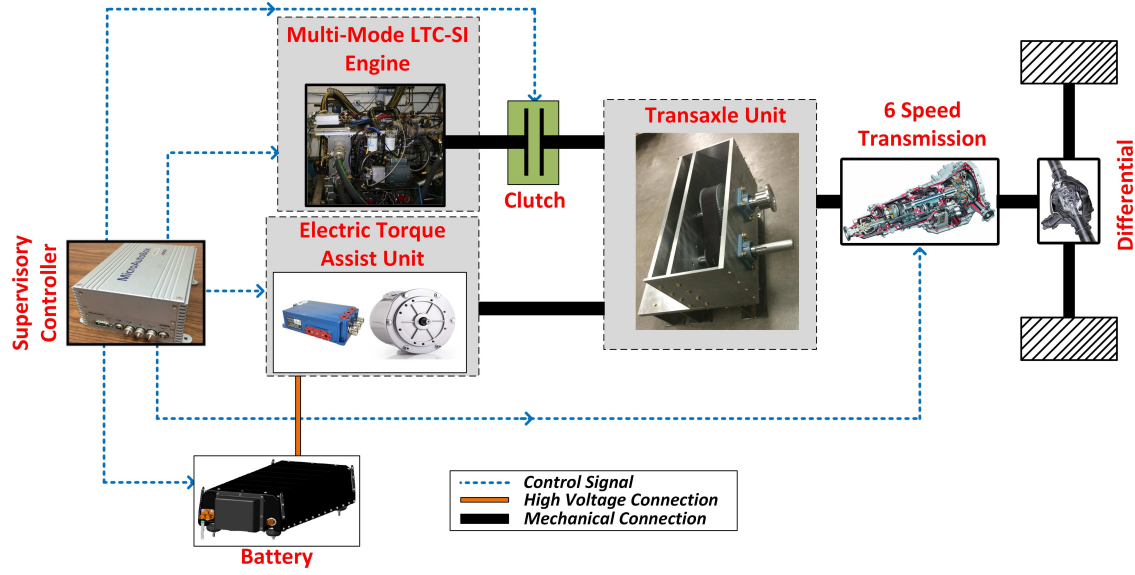 Multi-Mode LTC-SI
Engine
Clutch
Transaxle Unit
6 Speed
Transmission
Differential
Electric Torque
Assist Unit
Supervisory
Controller
MicroAutoBox
Battery
Control Signal
High Voltage Connection
Mechanical Connection